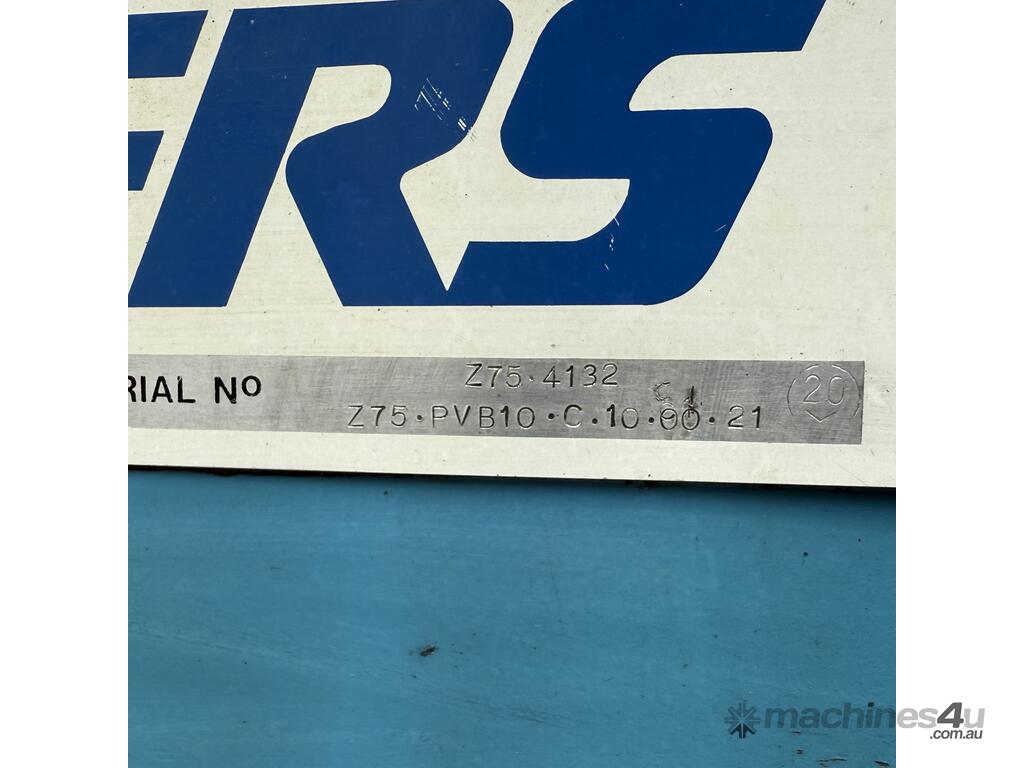 ERS
RIAL Nº
Z75·4132
Z75·PVB10·C·10·00·21
20
machines4u
.com.au